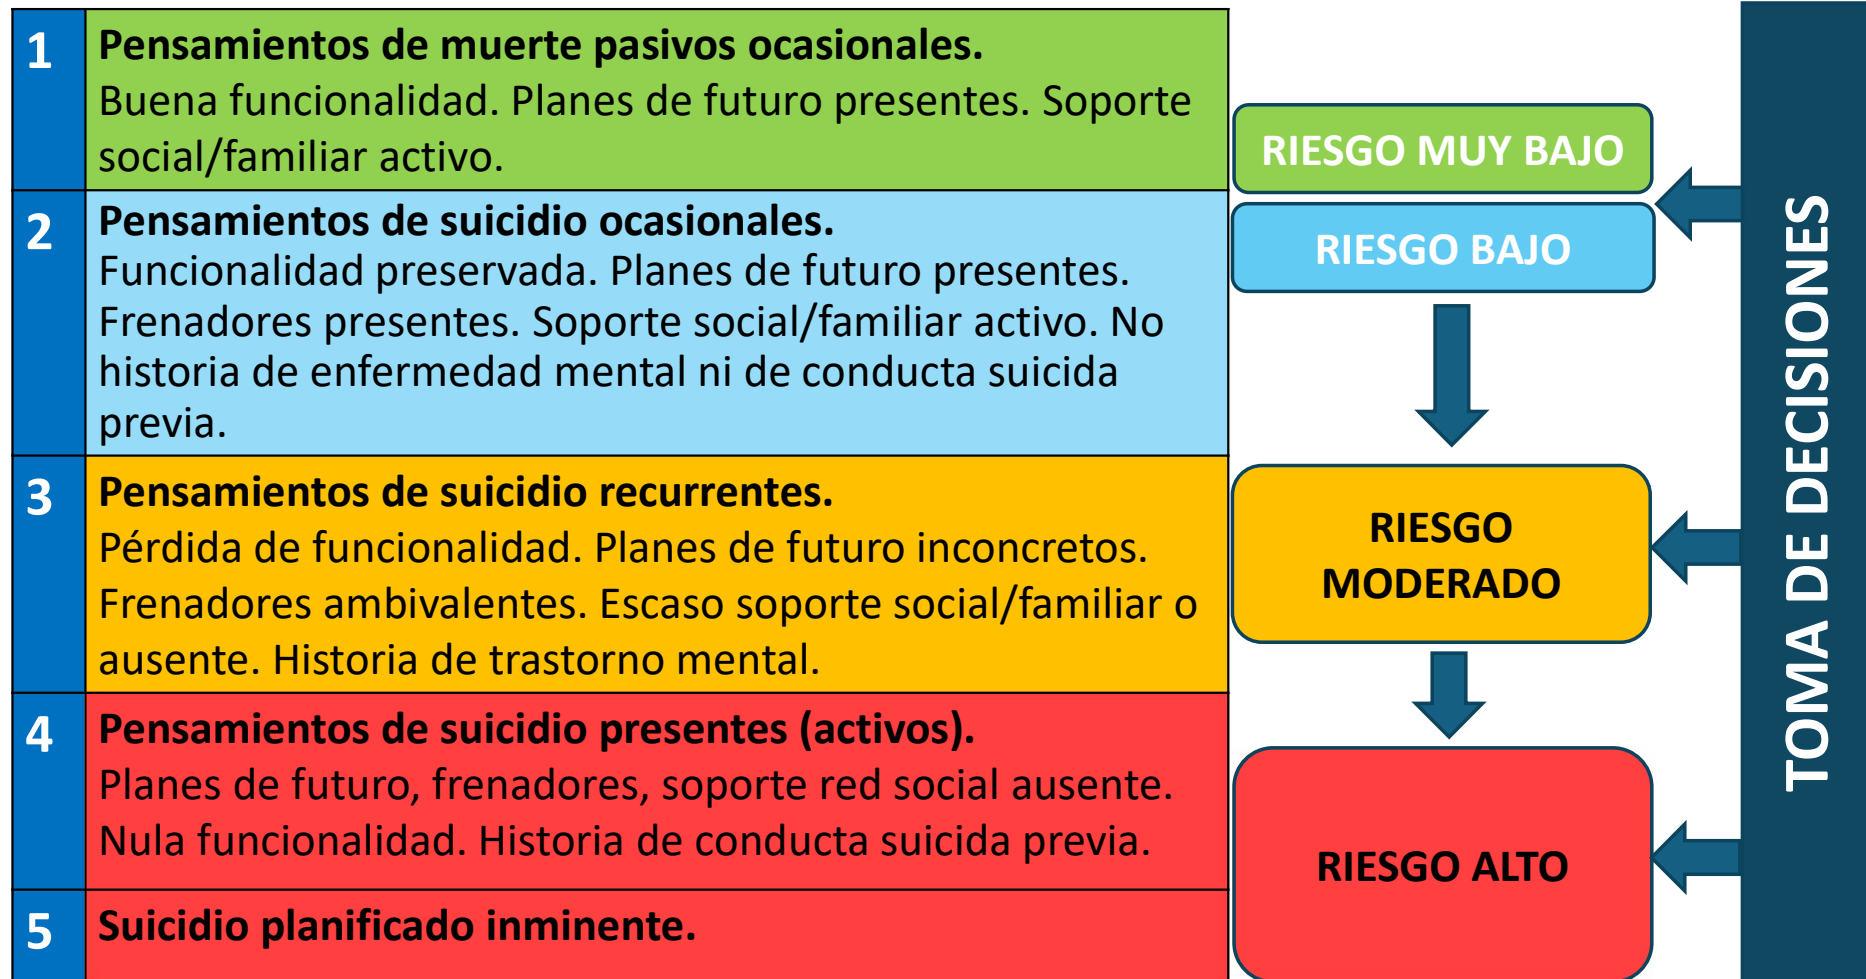 1
Pensamientos de muerte pasivos ocasionales.
Buena funcionalidad. Planes de futuro presentes. Soporte
social/familiar activo.
2
Pensamientos de suicidio ocasionales.
Funcionalidad preservada. Planes de futuro presentes.
Frenadores presentes. Soporte social/familiar activo. No
historia de enfermedad mental ni de conducta suicida
previa.
3
Pensamientos de suicidio recurrentes.
Pérdida de funcionalidad. Planes de futuro inconcretos.
Frenadores ambivalentes. Escaso soporte social/familiar o
ausente. Historia de trastorno mental.
4
Pensamientos de suicidio presentes (activos).
Planes de futuro, frenadores, soporte red social ausente.
Nula funcionalidad. Historia de conducta suicida previa.
5
Suicidio planificado inminente.
RIESGO MUY BAJO
RIESGO BAJO
RIESGO
MODERADO
RIESGO ALTO
TOMA DE DECISIONES